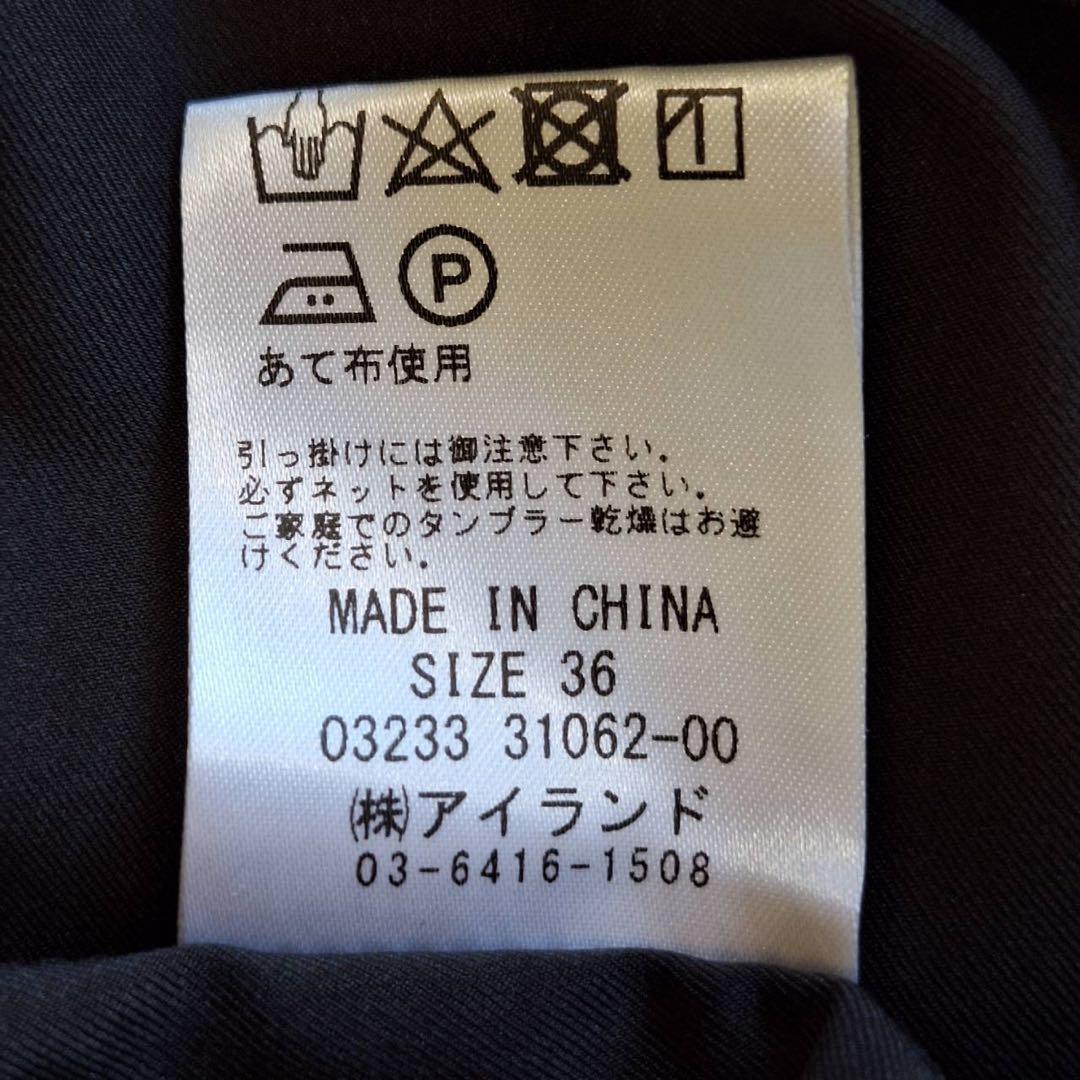 P
あて布使用
引っ掛けには御注意下さい.
必ずネットを使用して下さい.
ご家庭でのタンブラー乾燥はお避
けください.
MADE IN CHINA
SIZE 36
03233 31062-00
㈱アイランド
03-6416-1508